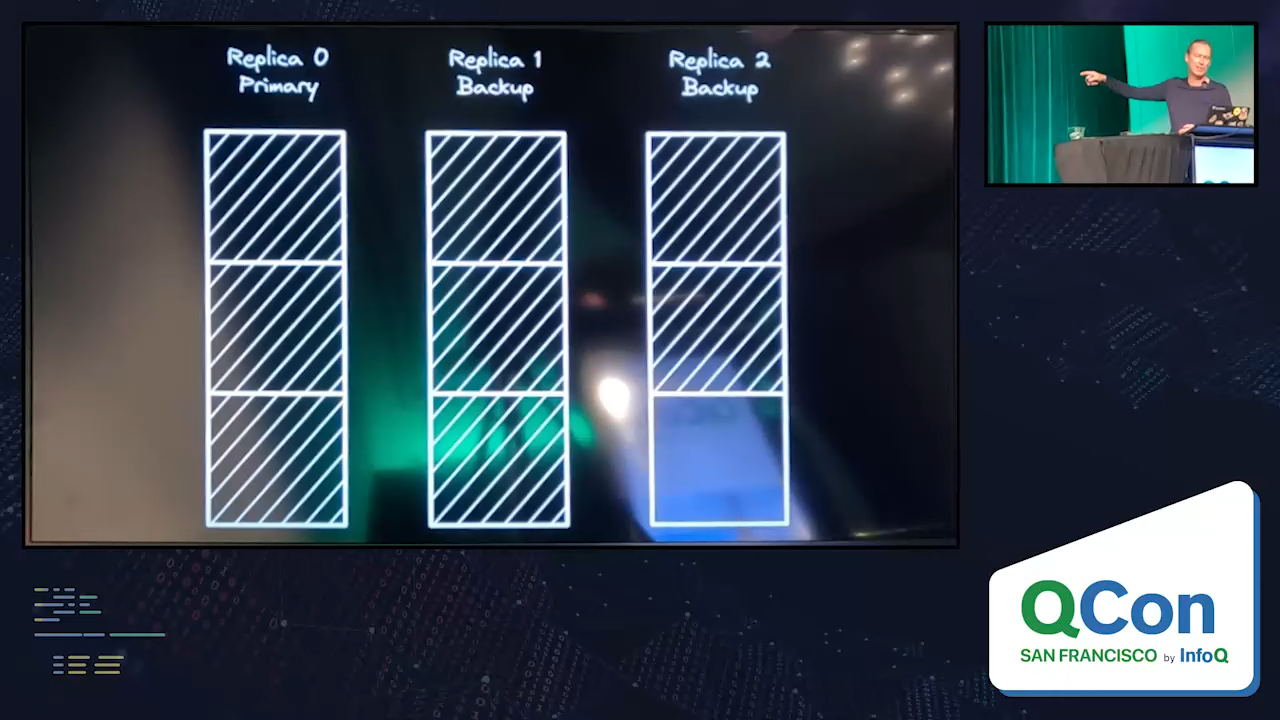 Replica 0
Primary
Replica 1
Backup
Replica 2
Backup
QCon
SAN FRANCISCO by InfoQ